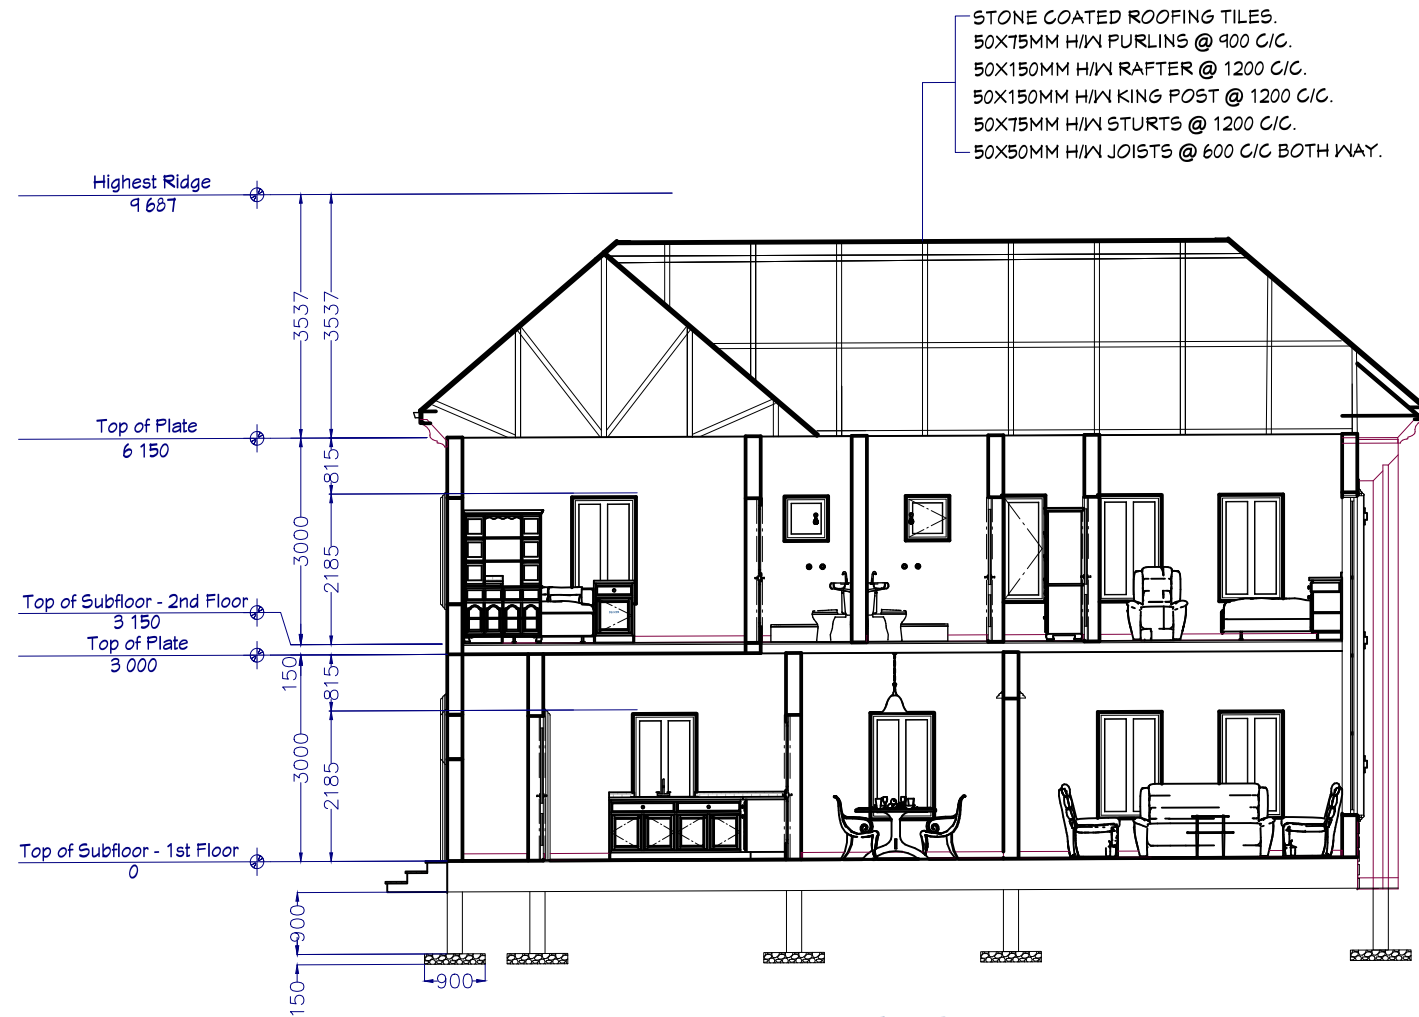 STONE COATED ROOFING TILES.
50X75MM H/W PURLINS @ 900 C/C.
50X150MM H/W RAFTER @ 1200 C/C.
50X150MM H/W KING POST @ 1200 C/C.
50X75MM H/W STURTS @ 1200 C/C.
50X50MM H/W JOISTS @ 600 C/C BOTH WAY.
Highest Ridge
9 687
3537
3537
Top of Plate
6 150
815
3000
2185
Top of Subfloor - 2nd Floor
3 150
Top of Plate
3 000
150
815
3000
2185
Top of Subfloor - 1st Floor
0
900
900
150